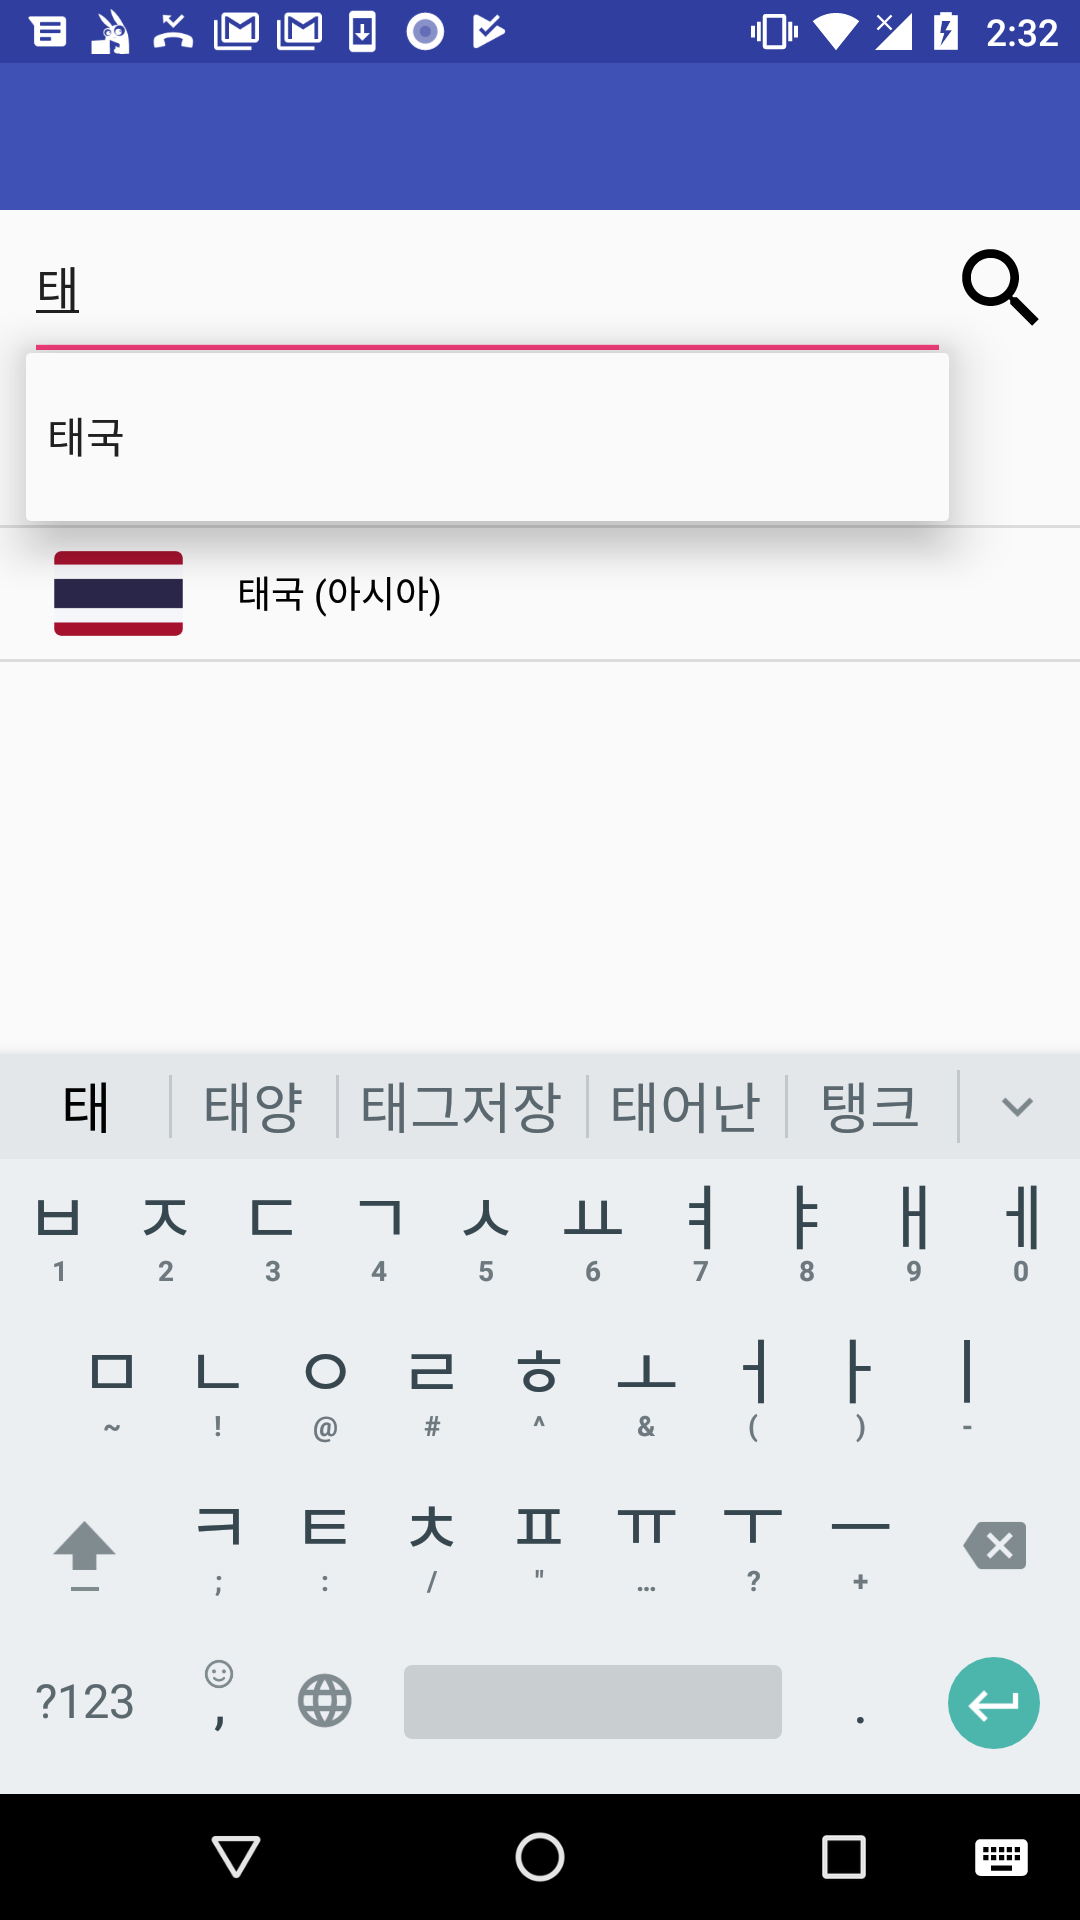 2:32
태
태국
태국 (아시아)
태 태양 태그저장 태어난 탱크
ㅂ ㅈ ㄷ ㄱ ㅅ ㅛ ㅕ ㅑ ㅐ ㅔ
1 2 3 4 5 6 7 8 9 0
ㅁ ㄴ ㅇ ㄹ ㅎ ㅗ ㅓ ㅏ ㅣ
~ ! @ # ^ & ( ) -
ㅋ ㅌ ㅊ ㅍ ㅠ ㅜ ㅡ
; : / " … ? +
?123 , .